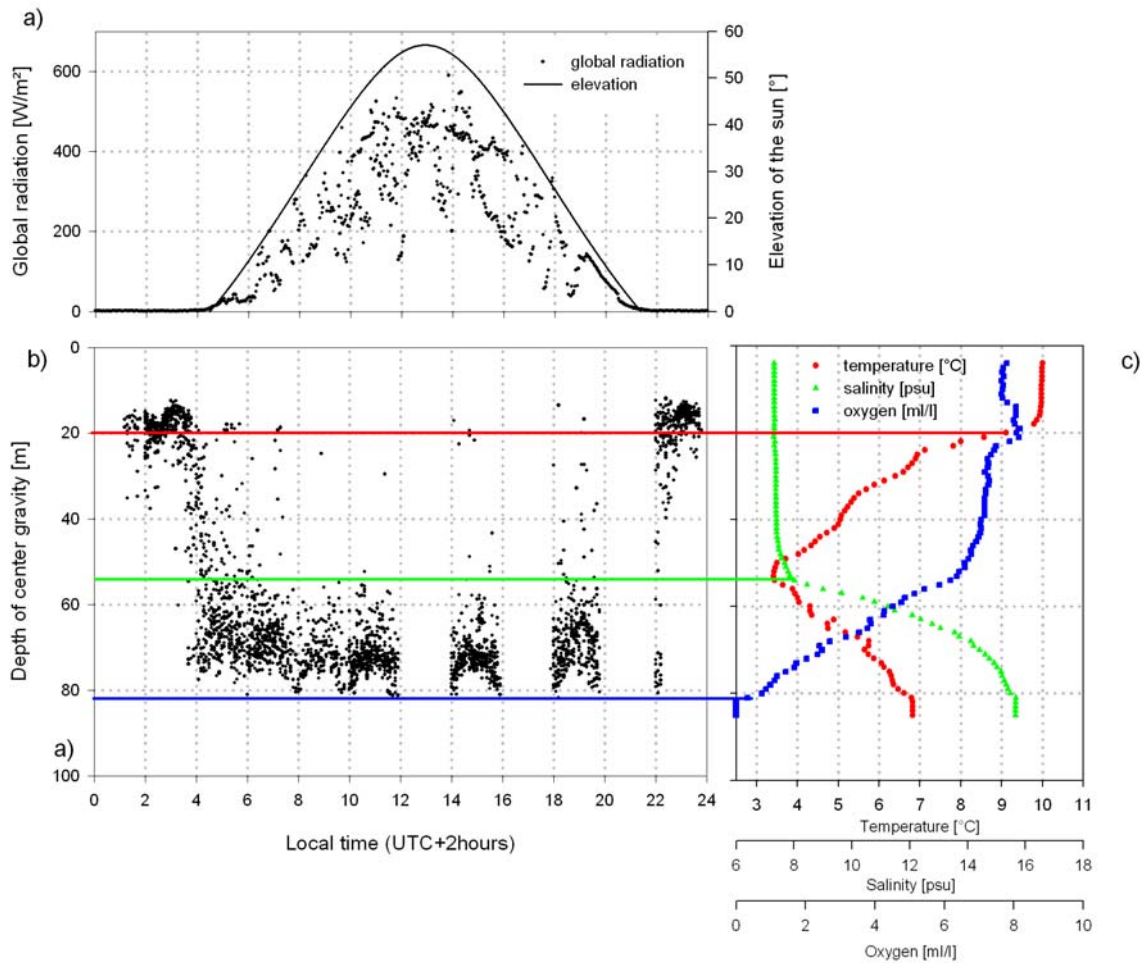 a)
Global radiation [W/m²]
600
400
200
0
global radiation
elevation
60
50
40
30
20
10
0
Elevation of the sun [°]
b)
Depth of center gravity [m]
0
20
40
60
80
100
a)
0 2 4 6 8 10 12 14 16 18 20 22 24
Local time (UTC+2hours)
c)
temperature [°C]
salinity [psu]
oxygen [ml/l]
3 4 5 6 7 8 9 10 11
Temperature [°C]
6 8 10 12 14 16 18
Salinity [psu]
0 2 4 6 8 10
Oxygen [ml/l]